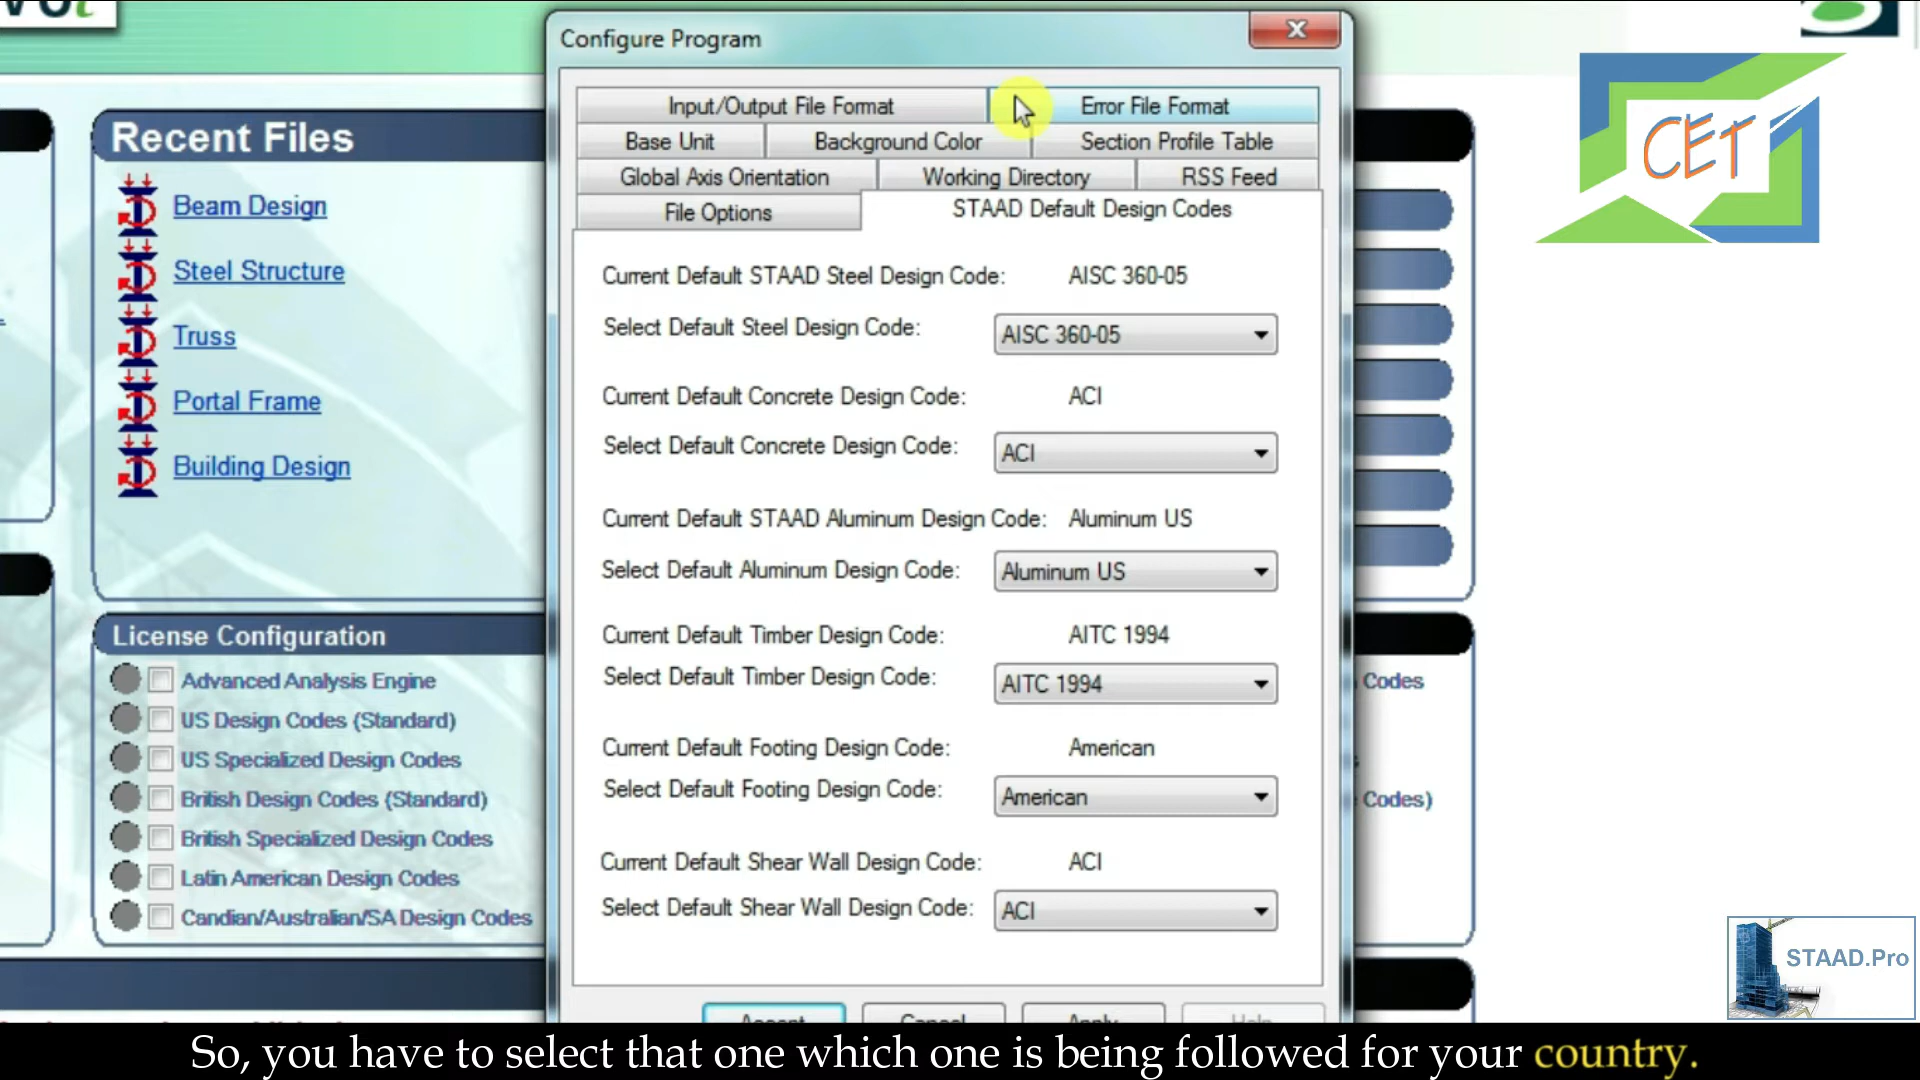 Configure Program
Input/Output File Format
Error File Format
Base Unit
Background Color
Section Profile Table
Global Axis Orientation
Working Directory
RSS Feed
File Options
STAAD Default Design Codes
Current Default STAAD Steel Design Code: AISC 360-05
Select Default Steel Design Code: AISC 360-05
Current Default Concrete Design Code: ACI
Select Default Concrete Design Code: ACI
Current Default STAAD Aluminum Design Code: Aluminum US
Select Default Aluminum Design Code: Aluminum US
Current Default Timber Design Code: AITC 1994
Select Default Timber Design Code: AITC 1994
Current Default Footing Design Code: American
Select Default Footing Design Code: American
Current Default Shear Wall Design Code: ACI
Select Default Shear Wall Design Code: ACI
Accept
Cancel
Apply
Help
Recent Files
Beam Design
Steel Structure
Truss
Portal Frame
Building Design
License Configuration
Advanced Analysis Engine
US Design Codes (Standard)
US Specialized Design Codes
British Design Codes (Standard)
British Specialized Design Codes
Latin American Design Codes
Candian/Australian/SA Design Codes
Codes
Codes)
CET
STAAD.Pro
So, you have to select that one which one is being followed for your country.